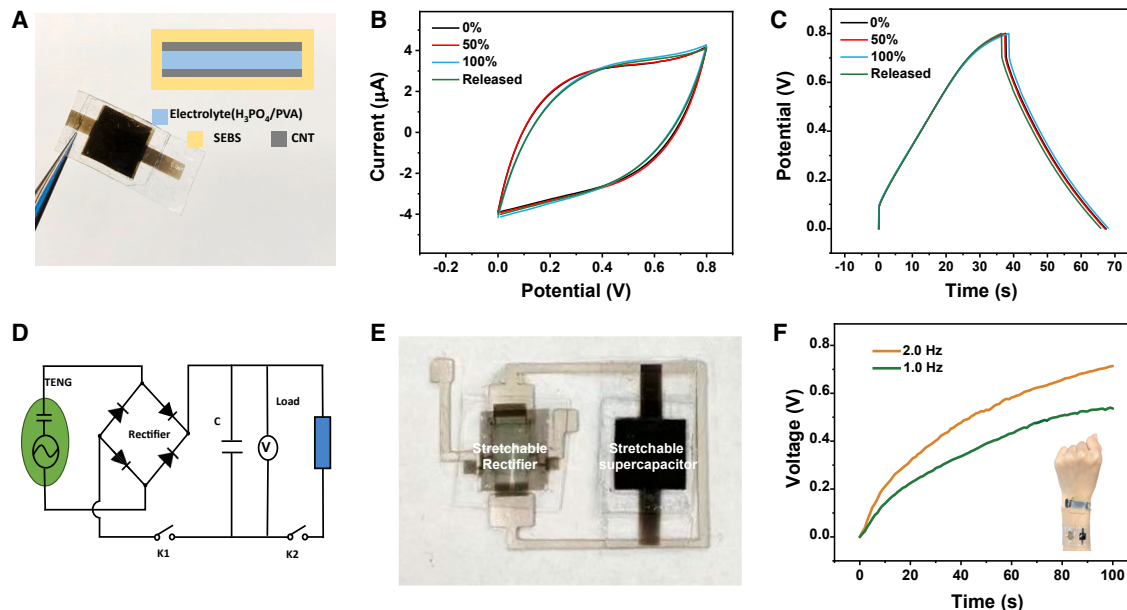 A
Electrolyte(H₃PO₄/PVA)
SEBS
CNT
B
0%
50%
100%
Released
Current (μA)
4
2
0
-2
-4
-0.2
0.0
0.2
0.4
0.6
0.8
Potential (V)
C
0%
50%
100%
Released
Potential (V)
0.8
0.6
0.4
0.2
0.0
-10
0
10
20
30
40
50
60
70
Time (s)
D
TENG
Rectifier
C
V
Load
K1
K2
E
Stretchable
Rectifier
Stretchable
supercapacitor
F
2.0 Hz
1.0 Hz
Voltage (V)
0.8
0.6
0.4
0.2
0.0
0
20
40
60
80
100
Time (s)